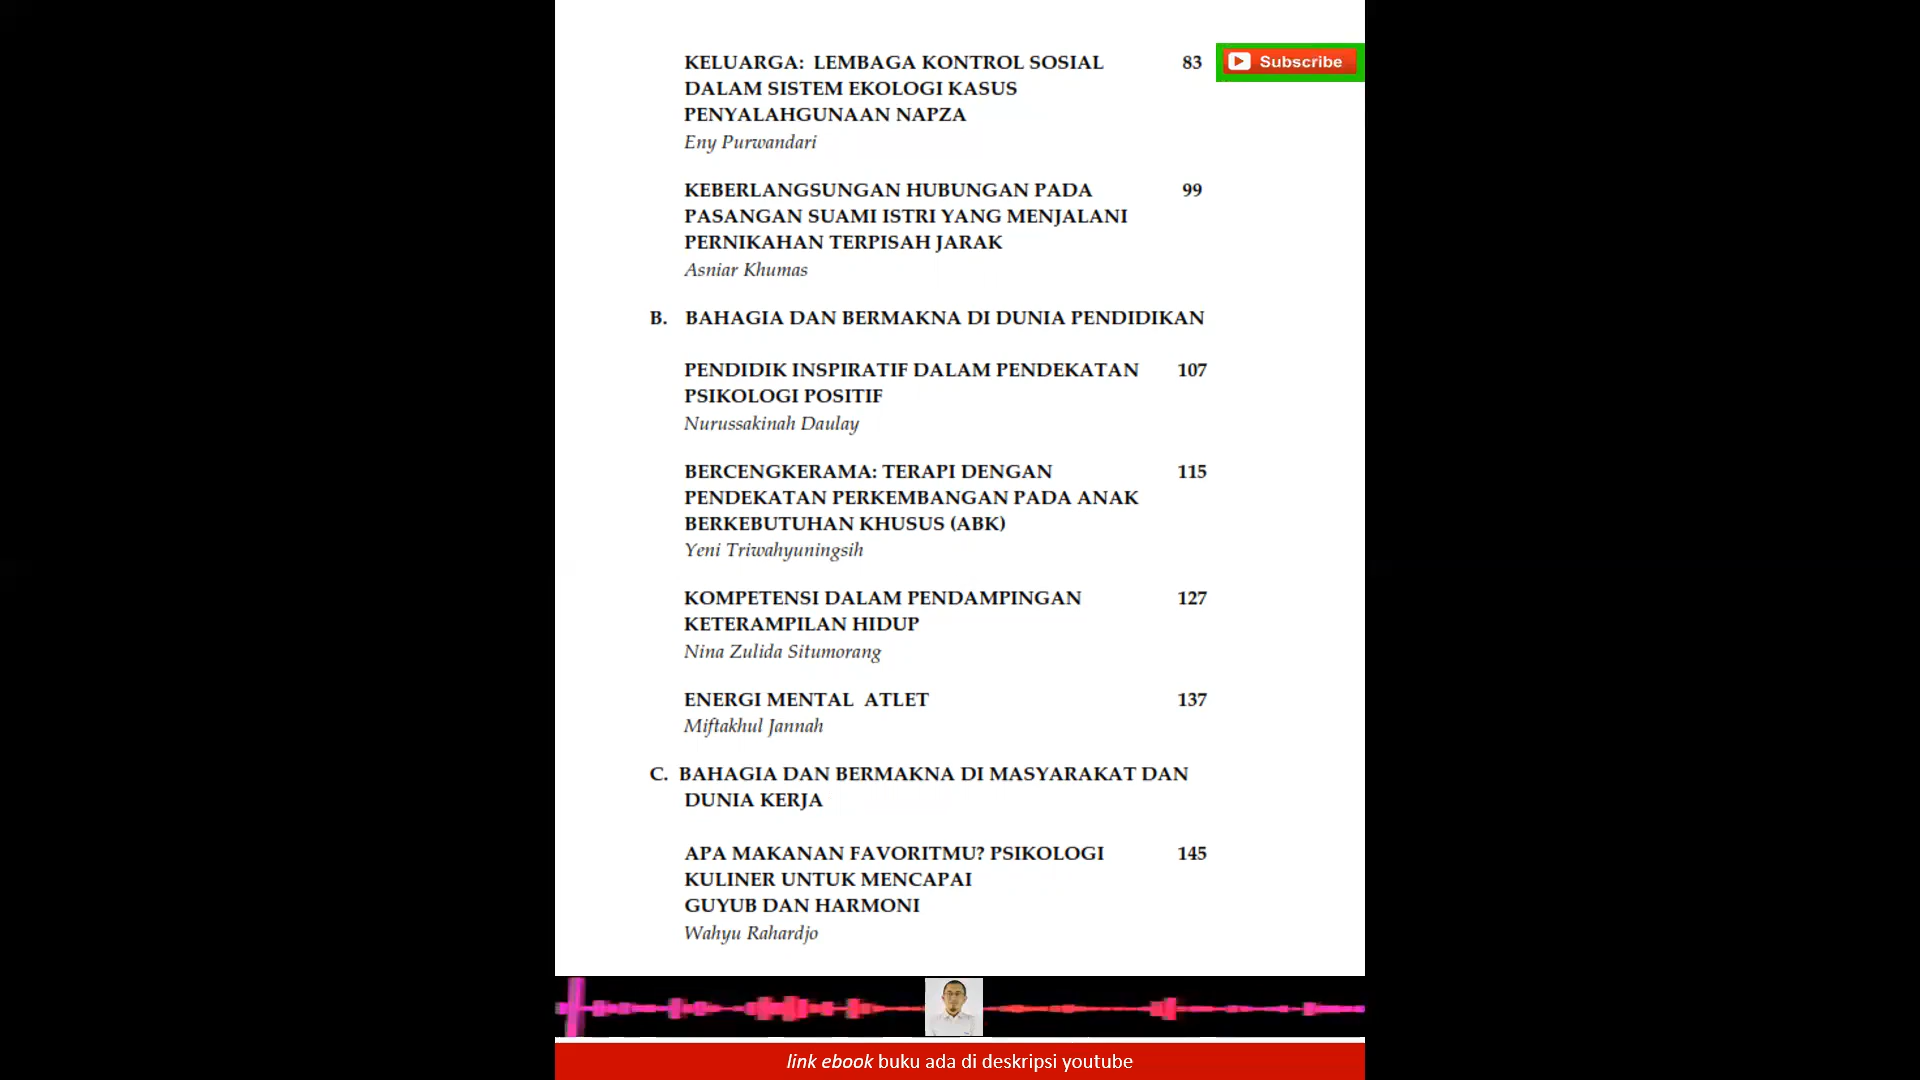 KELUARGA: LEMBAGA KONTROL SOSIAL 83
DALAM SISTEM EKOLOGI KASUS
PENYALAHGUNAAN NAPZA
Eny Purwandari
KEBERLANGSUNGAN HUBUNGAN PADA 99
PASANGAN SUAMI ISTRI YANG MENJALANI
PERNIKAHAN TERPISAH JARAK
Asniar Khumas
B. BAHAGIA DAN BERMAKNA DI DUNIA PENDIDIKAN
PENDIDIK INSPIRATIF DALAM PENDEKATAN 107
PSIKOLOGI POSITIF
Nurussakinah Daulay
BERCENGKERAMA: TERAPI DENGAN 115
PENDEKATAN PERKEMBANGAN PADA ANAK
BERKEBUTUHAN KHUSUS (ABK)
Yeni Triwahyuningsih
KOMPETENSI DALAM PENDAMPINGAN 127
KETERAMPILAN HIDUP
Nina Zulida Situmorang
ENERGI MENTAL ATLET 137
Miftakhul Jannah
C. BAHAGIA DAN BERMAKNA DI MASYARAKAT DAN
DUNIA KERJA
APA MAKANAN FAVORITMU? PSIKOLOGI 145
KULINER UNTUK MENCAPAI
GUYUB DAN HARMONI
Wahyu Rahardjo
Subscribe
link ebook buku ada di deskripsi youtube